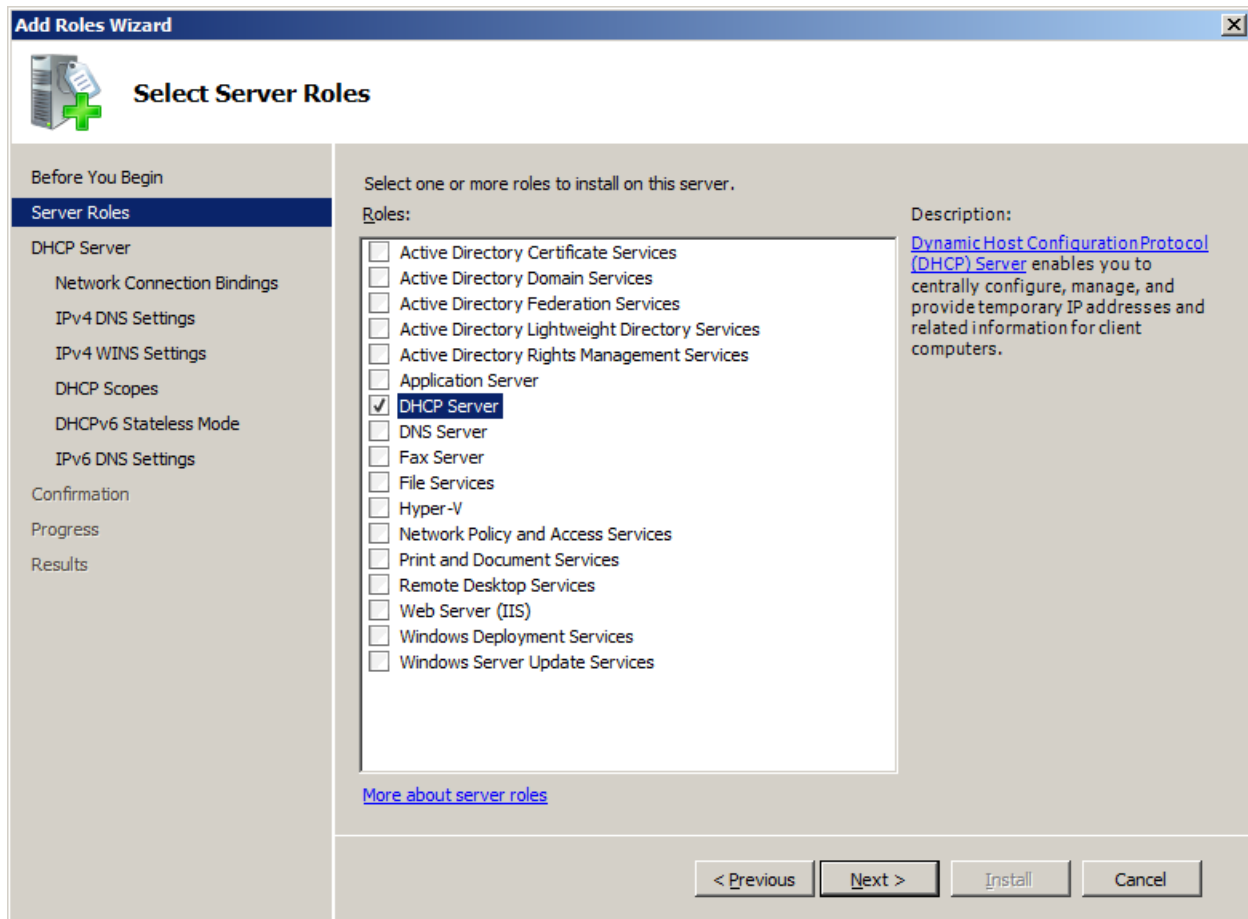 Add Roles Wizard
Select Server Roles
Before You Begin
Server Roles
DHCP Server
Network Connection Bindings
IPv4 DNS Settings
IPv4 WINS Settings
DHCP Scopes
DHCPv6 Stateless Mode
IPv6 DNS Settings
Confirmation
Progress
Results
Select one or more roles to install on this server.
Roles:
Active Directory Certificate Services
Active Directory Domain Services
Active Directory Federation Services
Active Directory Lightweight Directory Services
Active Directory Rights Management Services
Application Server
DHCP Server
DNS Server
Fax Server
File Services
Hyper-V
Network Policy and Access Services
Print and Document Services
Remote Desktop Services
Web Server (IIS)
Windows Deployment Services
Windows Server Update Services
More about server roles
Description:
Dynamic Host Configuration Protocol
(DHCP) Server enables you to
centrally configure, manage, and
provide temporary IP addresses and
related information for client
computers.
< Previous
Next >
Install
Cancel